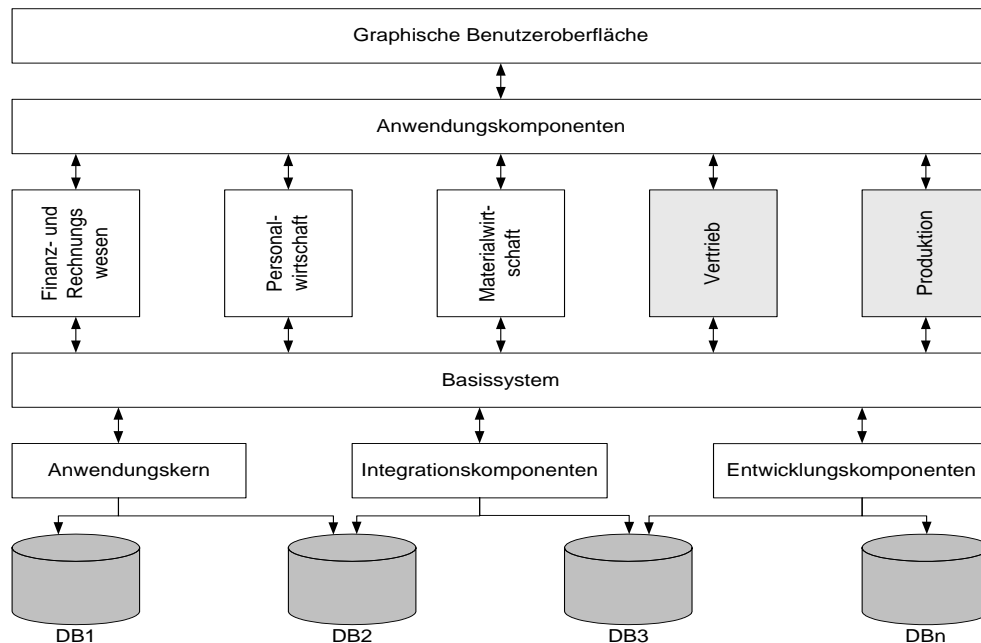 Graphische Benutzeroberfläche
Anwendungskomponenten
Finanz- und
Rechnungs
wesen
Personal-
wirtschaft
Materialwirt-
schaft
Vertrieb
Produktion
Basissystem
Anwendungskern
Integrationskomponenten
Entwicklungskomponenten
DB1
DB2
DB3
DBn